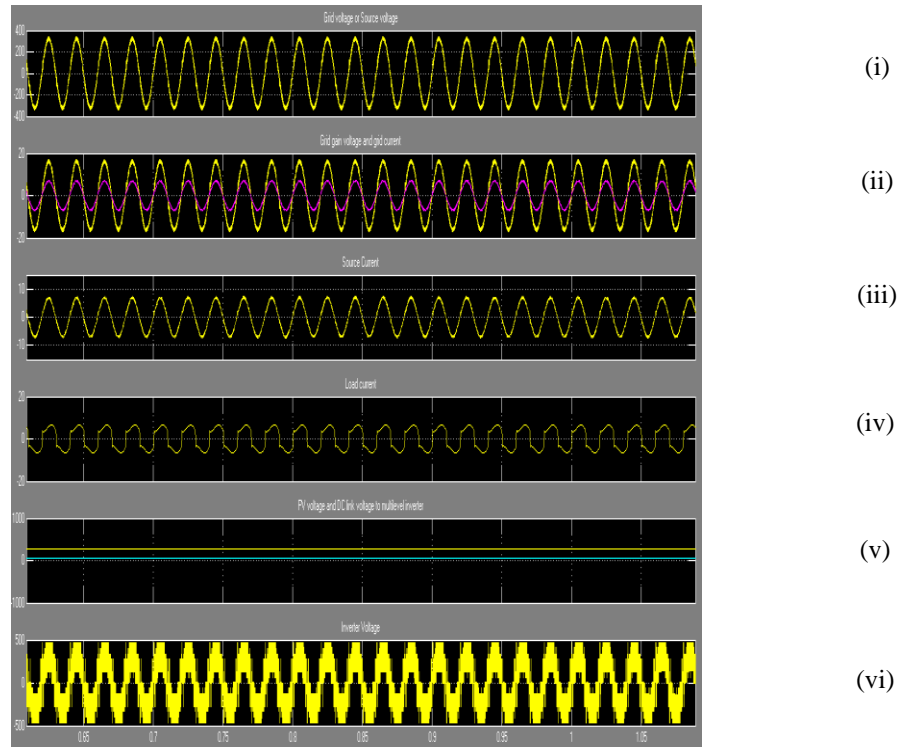 Grid voltage or Source voltage
400
200
0
-200
-400
(i)
Grid gain voltage and grid current
20
0
-20
(ii)
Source Current
10
0
-10
(iii)
Load current
20
0
-20
(iv)
PV voltage and DC link voltage to multilevel inverter
1000
0
-1000
(v)
Inverter Voltage
500
0
-500
(vi)
0.65 0.7 0.75 0.8 0.85 0.9 0.95 1 1.05